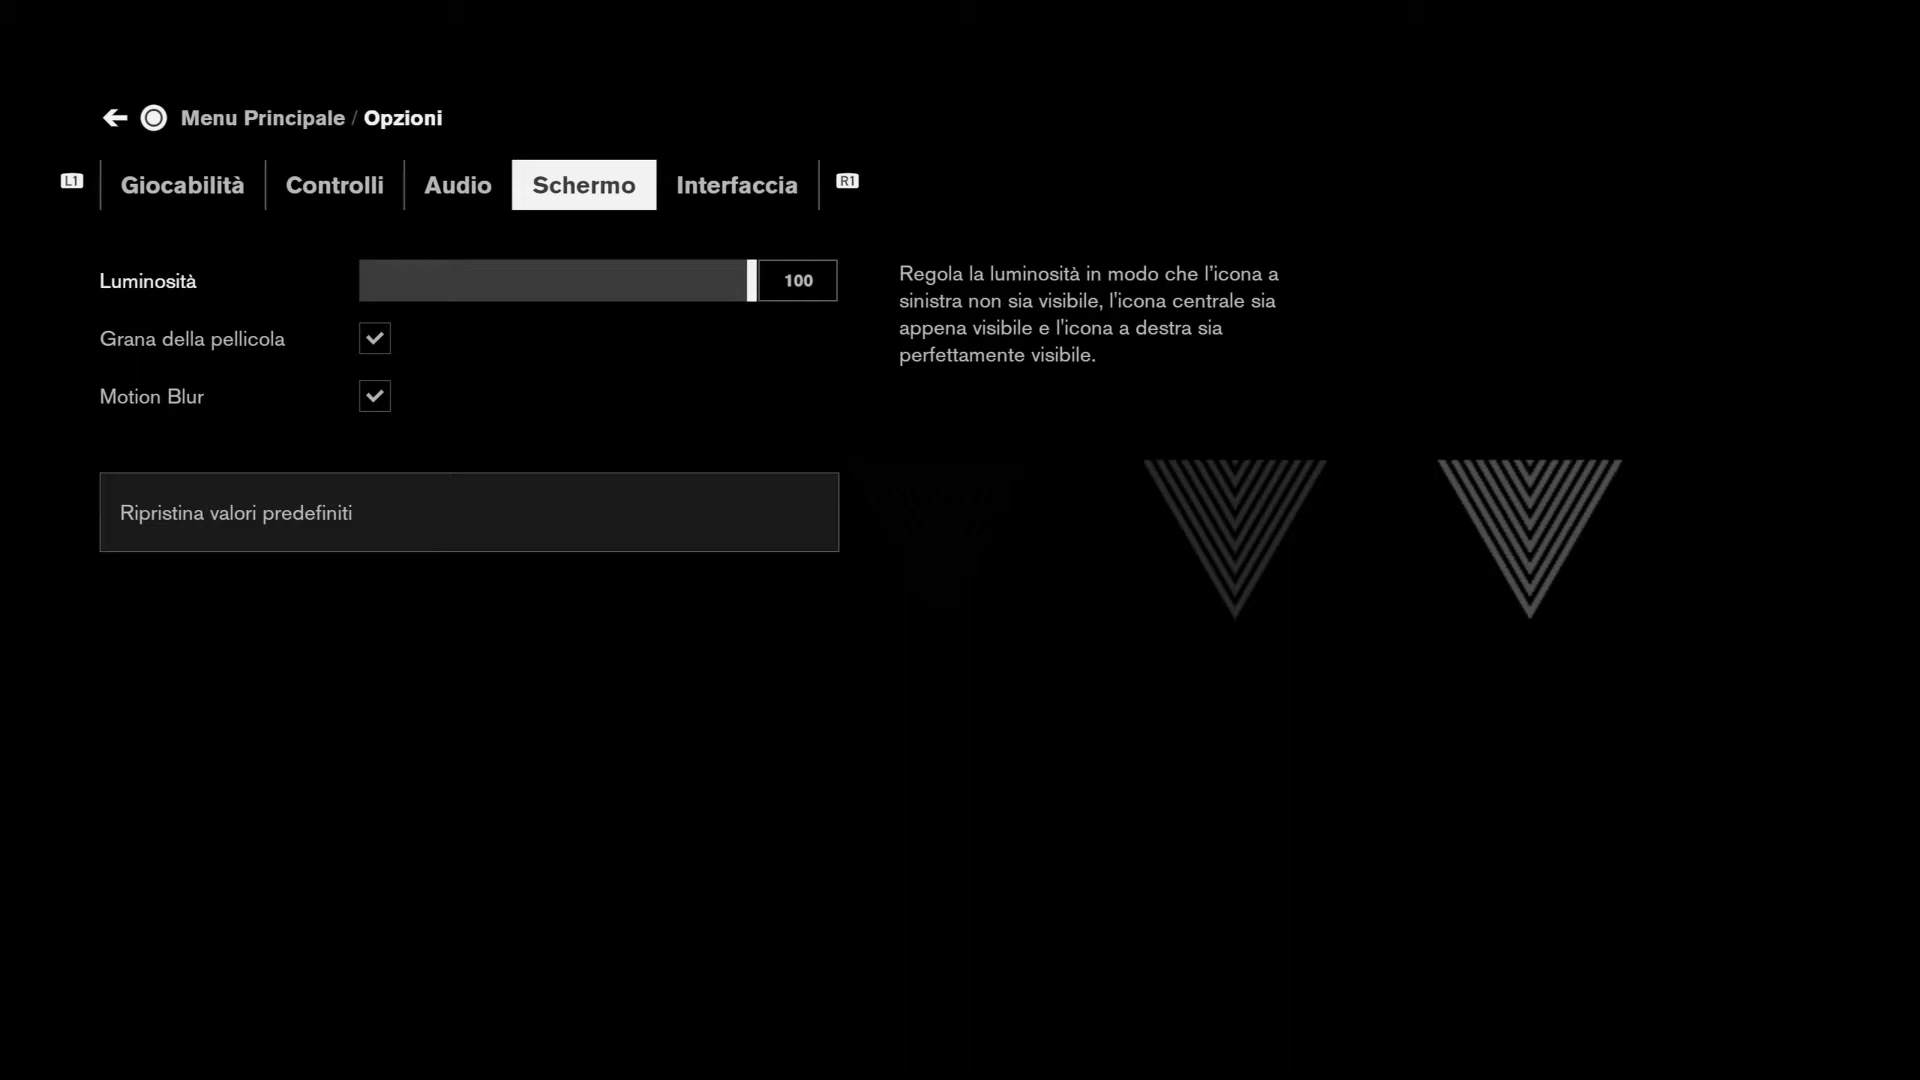 Menu Principale / Opzioni
L1 Giocabilità Controlli Audio Schermo Interfaccia R1
Luminosità 100
Grana della pellicola
Motion Blur
Ripristina valori predefiniti
Regola la luminosità in modo che l'icona a
sinistra non sia visibile, l'icona centrale sia
appena visibile e l'icona a destra sia
perfettamente visibile.